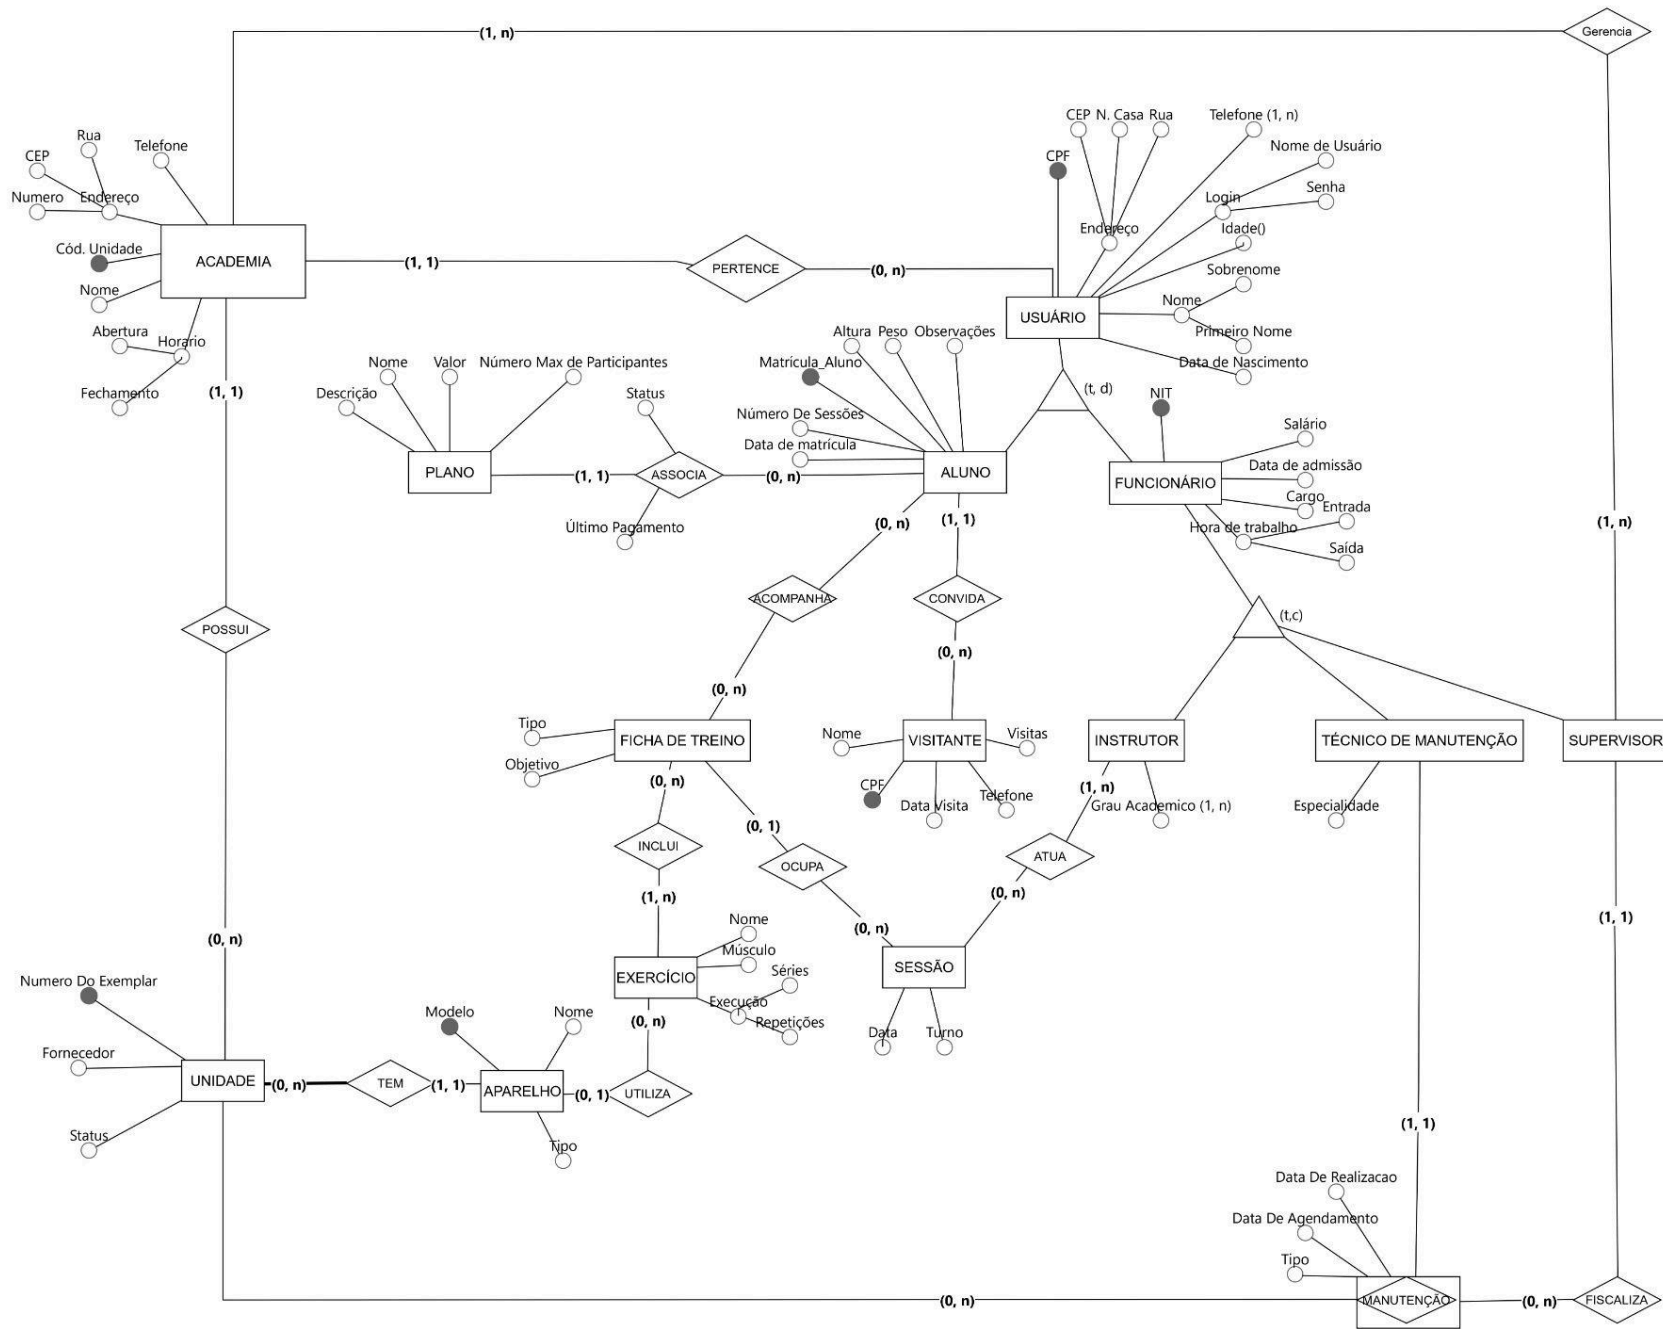 (1, n)
Gerencia
CEP
N. Casa
Rua
Telefone (1, n)
Rua
Telefone
Nome de Usuário
CEP
CPF
Senha
Numero
Endereço
Login
Endereço
Idade()
Cód. Unidade
ACADEMIA
(1, 1)
PERTENCE
(0, n)
Sobrenome
Nome
Nome
USUÁRIO
Abertura
Horario
Altura
Peso
Observações
Primeiro Nome
Nome
Valor
Número Max de Participantes
Matrícula_Aluno
Data de Nascimento
(1, 1)
Fechamento
Descrição
Status
(t, d)
NIT
Número De Sessões
Salário
Data de matrícula
PLANO
(1, 1)
ASSOCIA
(0, n)
ALUNO
Data de admissão
FUNCIONÁRIO
Cargo
Entrada
Último Pagamento
(0, n)
(1, 1)
Hora de trabalho
(1, n)
Saída
ACOMPANHA
CONVIDA
(t,c)
POSSUI
(0, n)
(0, n)
Tipo
FICHA DE TREINO
Nome
VISITANTE
Visitas
INSTRUTOR
TÉCNICO DE MANUTENÇÃO
SUPERVISOR
Objetivo
(0, n)
CPF
Data Visita
Telefone
(1, n)
Grau Academico (1, n)
Especialidade
(0, 1)
INCLUI
OCUPA
ATUA
(1, n)
(0, n)
(0, n)
Nome
(1, 1)
(0, n)
Músculo
EXERCÍCIO
Séries
SESSÃO
Numero Do Exemplar
Execução
Modelo
Nome
(0, n)
Repetições
Data
Turno
Fornecedor
UNIDADE
(0, n)
TEM
(1, 1)
APARELHO
(0, 1)
UTILIZA
(1, 1)
Status
Tipo
Data De Realizacao
Data De Agendamento
Tipo
(0, n)
MANUTENÇÃO
(0, n)
FISCALIZA